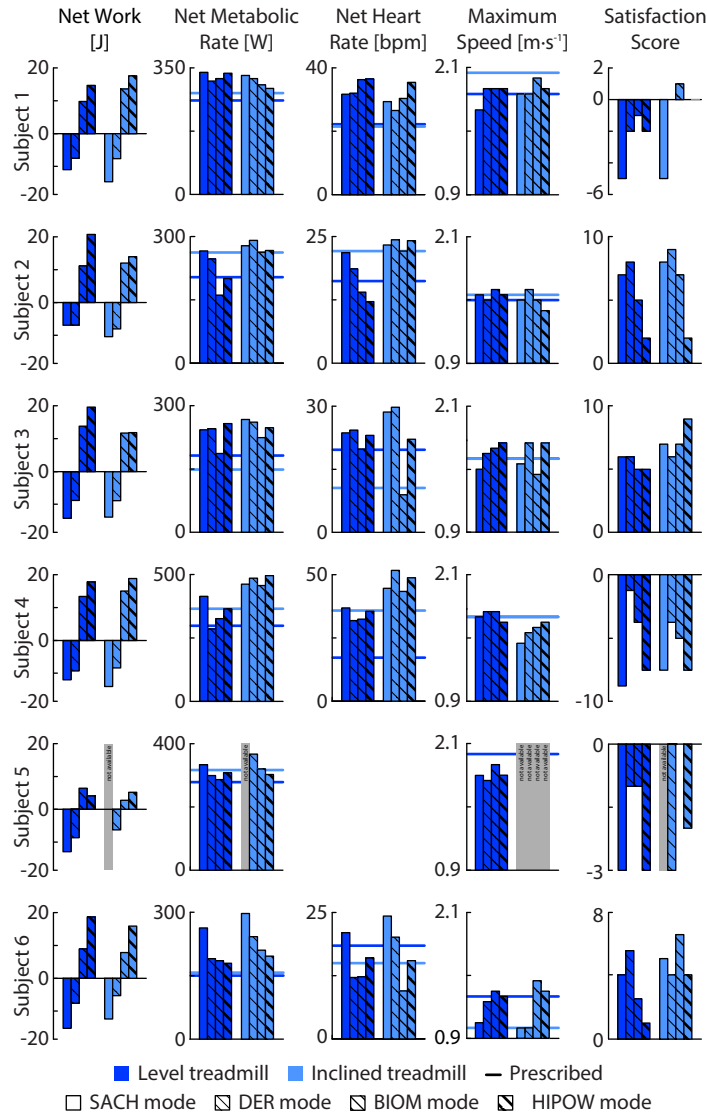 Net Work Net Metabolic Net Heart Maximum Satisfaction
[J] Rate [W] Rate [bpm] Speed [m·s⁻¹] Score
Subject 1
20 350 40 2.1 2
0 0
-20 0 0 0.9 -6
Subject 2
20 600 25 2.1 10
0
-20 0 0 0.9 0
Subject 3
20 300 30 2.1 10
0
-20 0 0 0.9 0
Subject 4
20 500 50 2.1 0
0
-20 0 0 0.9 -10
Subject 5
20 400 2.1 0
0
-20 0 0.9 -3
not available
not available
not available
not available
not available
not available
not available
Subject 6
20 300 25 2.1 8
0
-20 0 0 0.9 0
Level treadmill Inclined treadmill Prescribed
SACH mode DER mode BIOM mode HIPOW mode